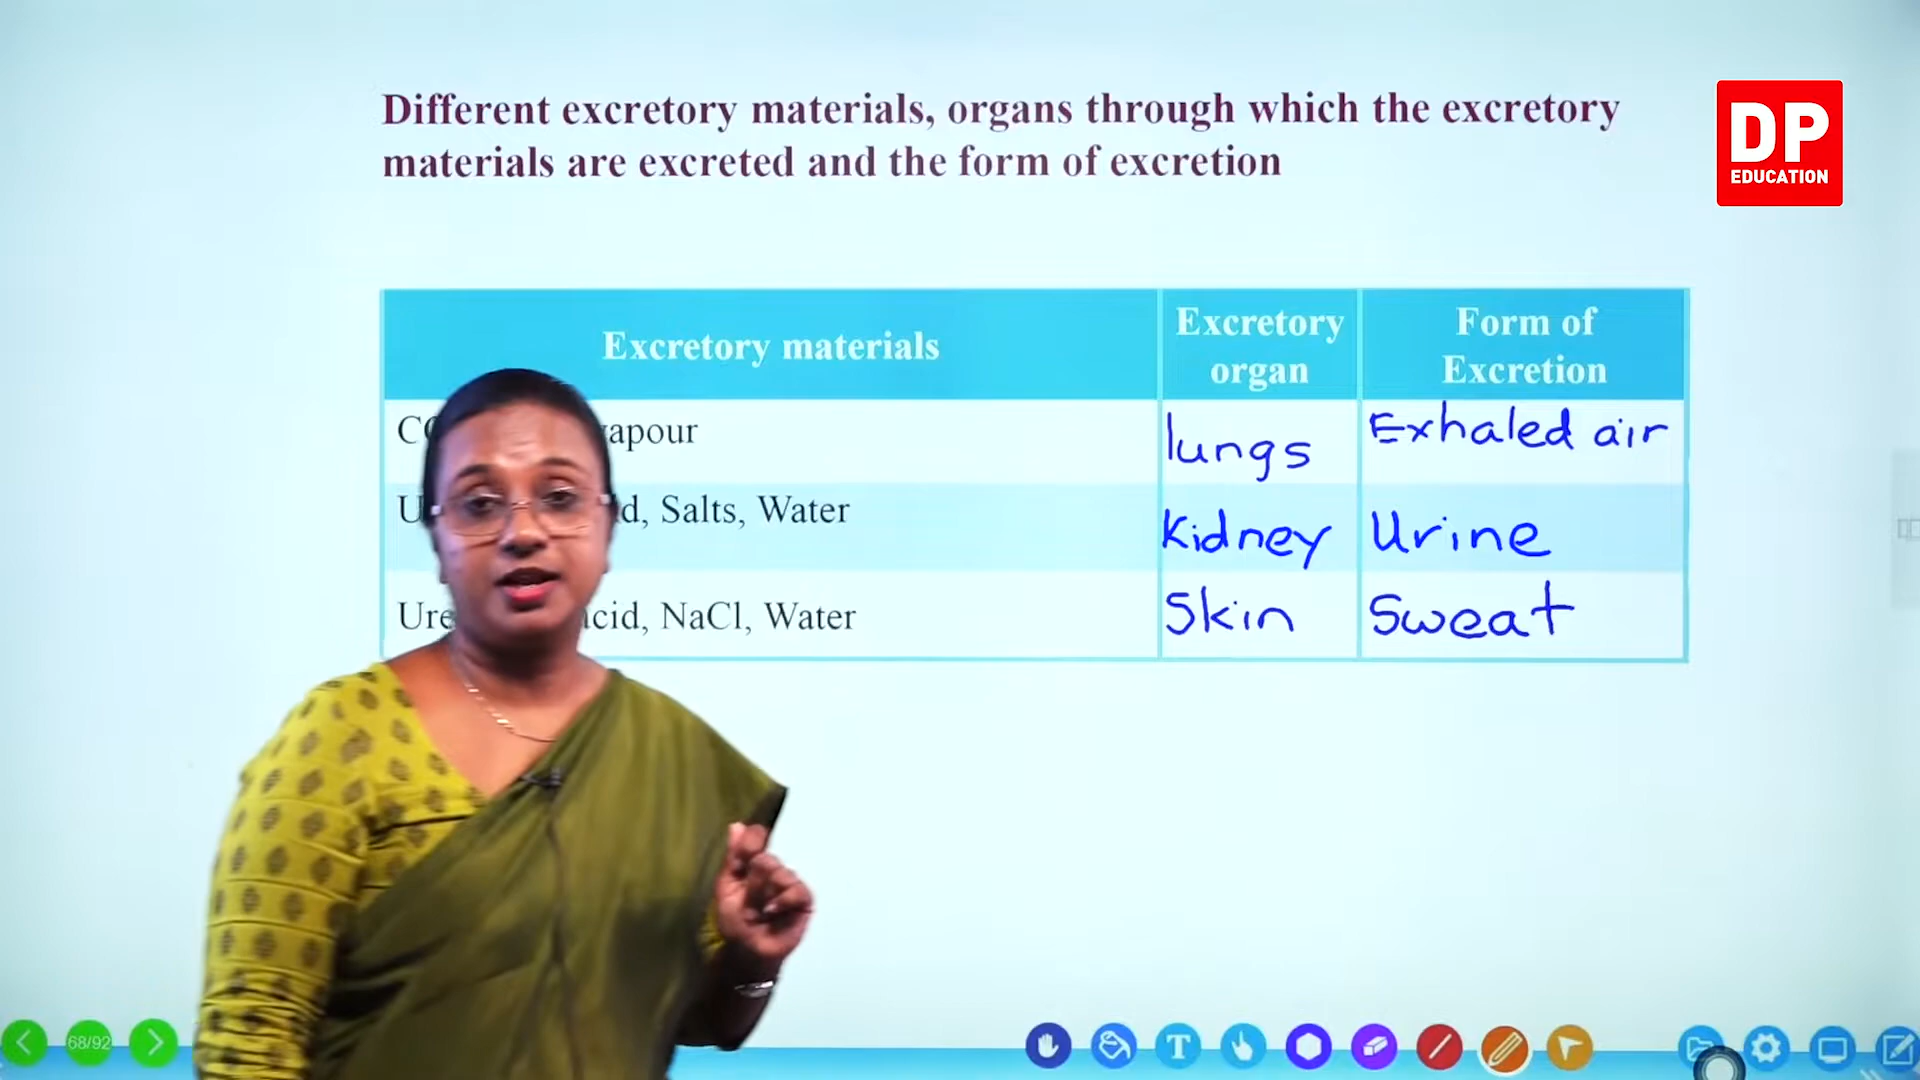 Different excretory materials, organs through which the excretory
materials are excreted and the form of excretion
DP
EDUCATION
Excretory materials
Excretory
organ
Form of
Excretion
lungs
Exhaled air
Salts, Water
Kidney
Urine
NaCl, Water
Skin
Sweat
68/92
T